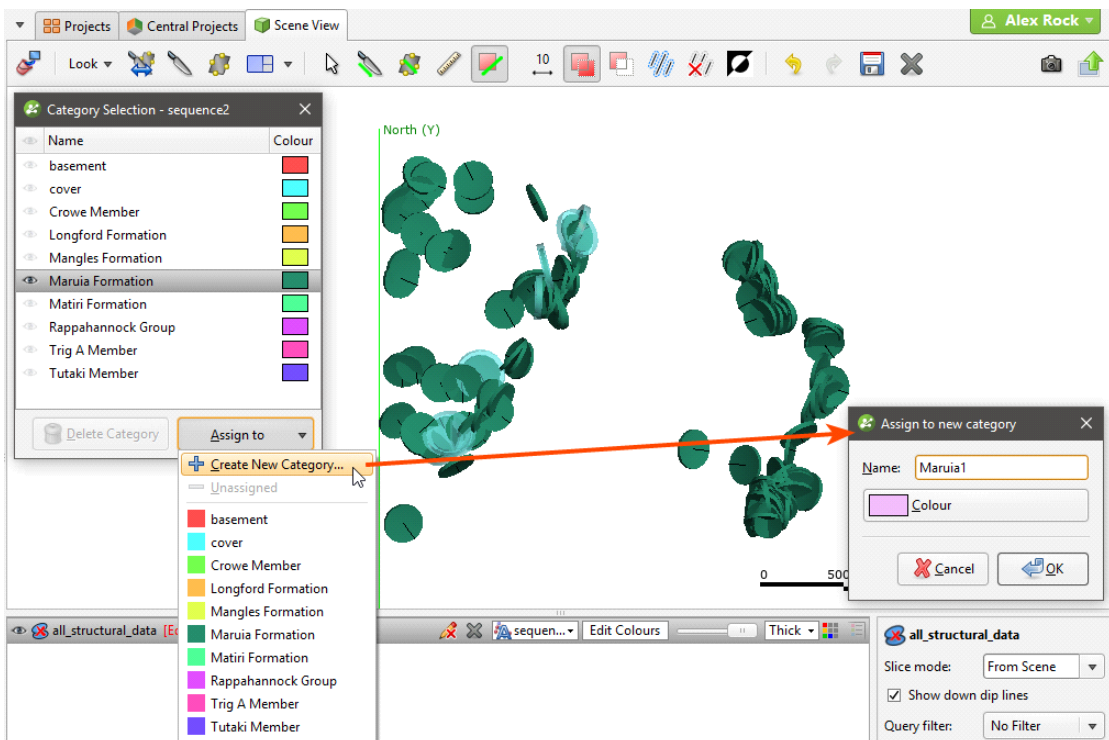 Projects
Central Projects
Scene View
Alex Rock
Look
10
Category Selection - sequence2
Name Colour
basement
cover
Crowe Member
Longford Formation
Mangles Formation
Maruia Formation
Matiri Formation
Rappahannock Group
Trig A Member
Tutaki Member
Delete Category
Assign to
Create New Category...
Unassigned
basement
cover
Crowe Member
Longford Formation
Mangles Formation
Maruia Formation
Matiri Formation
Rappahannock Group
Trig A Member
Tutaki Member
North (Y)
0 500
Assign to new category
Name: Maruia1
Colour
Cancel
OK
all_structural_data
sequen...
Edit Colours
Thick
all_structural_data
Slice mode: From Scene
Show down dip lines
Query filter: No Filter